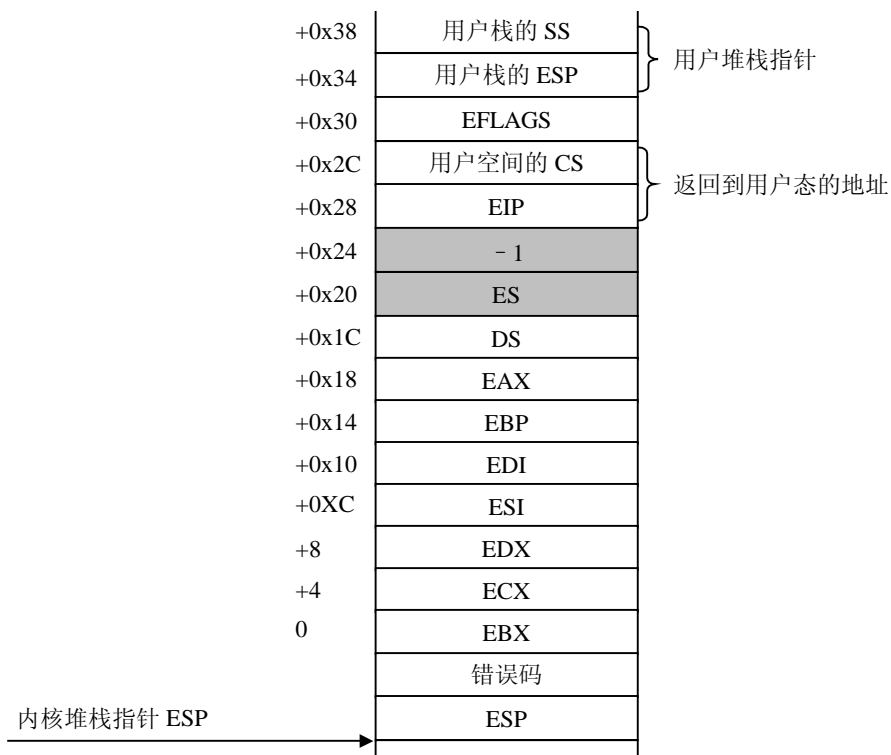 +0x38 用户栈的 SS
用户堆栈指针
+0x34 用户栈的 ESP
+0x30 EFLAGS
+0x2C 用户空间的 CS
返回到用户态的地址
+0x28 EIP
+0x24 －1
+0x20 ES
+0x1C DS
+0x18 EAX
+0x14 EBP
+0x10 EDI
+0XC ESI
+8 EDX
+4 ECX
0 EBX
错误码
内核堆栈指针 ESP ESP